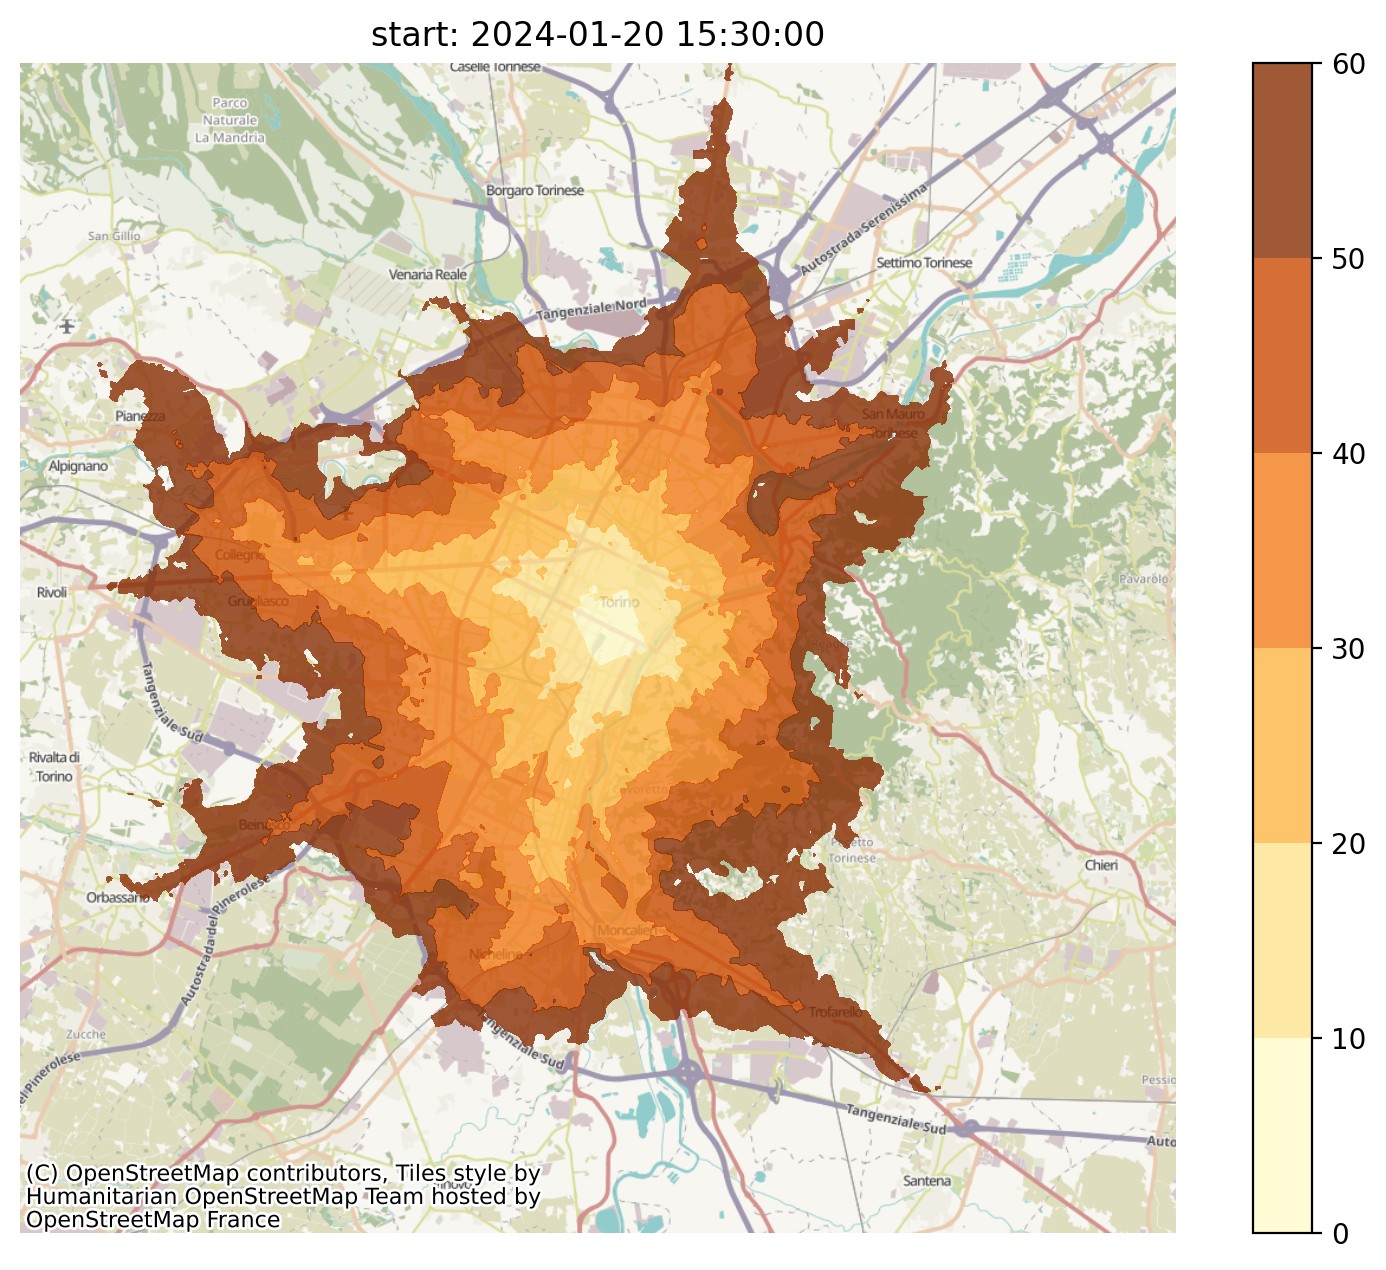 start: 2024-01-20 15:30:00
Caselle Torinese
Parco
Naturale
La Mandria
Borgaro Torinese
Autostrada Serenissima
San Gillio
Venaria Reale
Settimo Torinese
Tangenziale Nord
Pianezza
San Mauro
Torinese
Alpignano
Collegno
Rivoli
Grugliasco
Torino
Pavarolo
Tangenziale Sud
Rivalta di
Torino
Cavoretto
Beinasco
Pinetto
Torinese
Chieri
Orbassano
Autostrada del Pinerolese
Moncalieri
Nichelino
Trofarello
Zucche
Tangenziale Sud
del Pinerolese
Pessio
Tangenziale Sud
Auto
Santena
(C) OpenStreetMap contributors, Tiles style by
Humanitarian OpenStreetMap Team hosted by
OpenStreetMap France
60
50
40
30
20
10
0